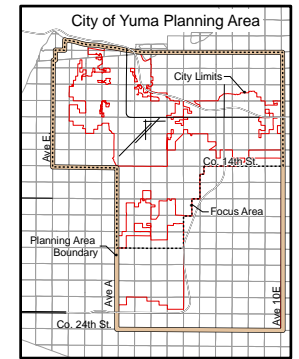 City of Yuma Planning Area
City Limits
Ave E
Co. 14th St.
Focus Area
Planning Area
Boundary
Ave A
Ave 10E
Co. 24th St.